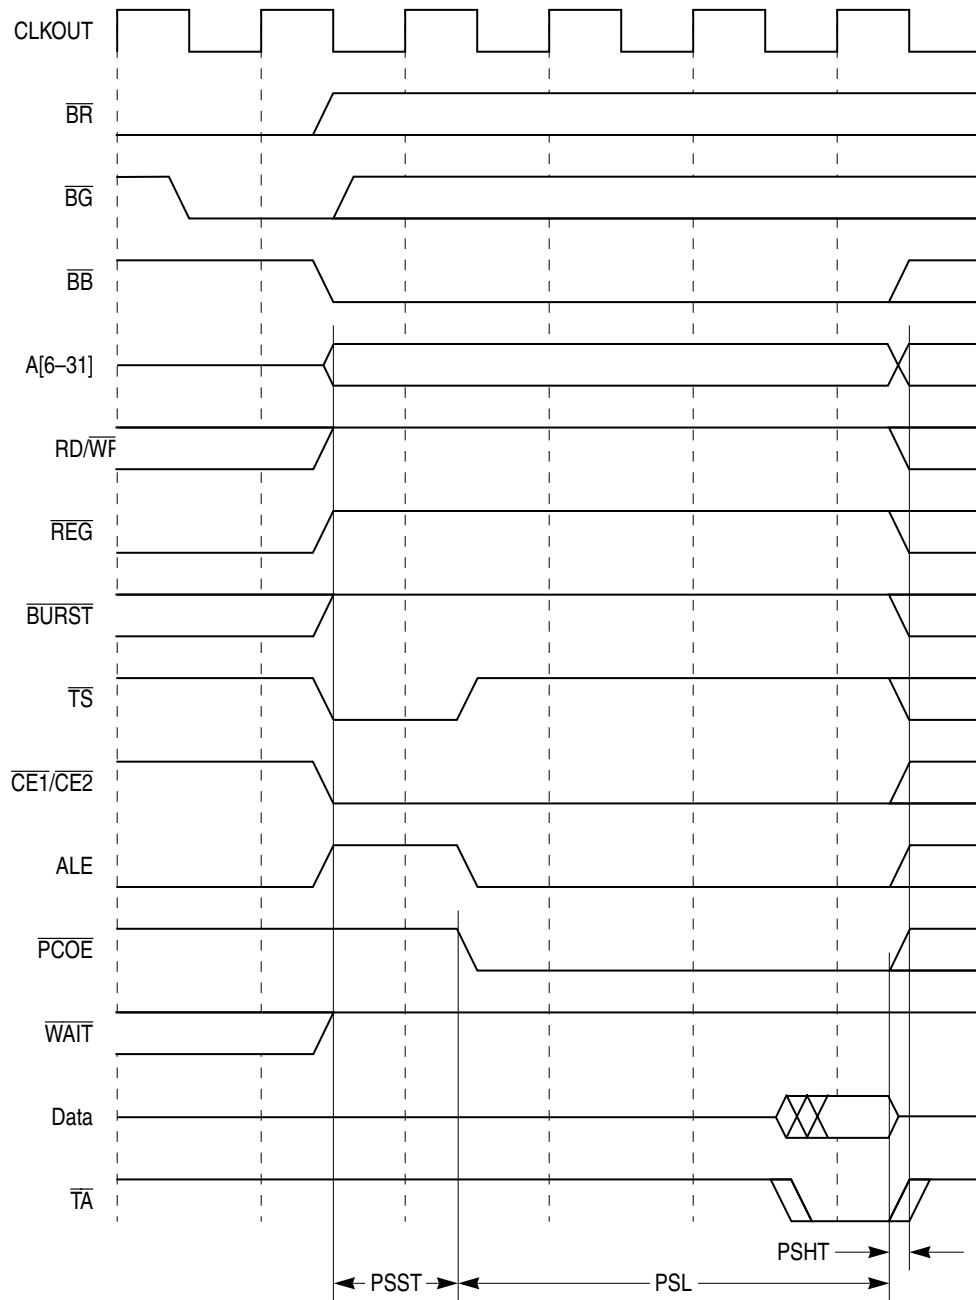 CLKOUT
BR
BG
BB
A[6–31]
RD/WF
REG
BURST
TS
CE1/CE2
ALE
PCOE
WAIT
Data
TA
PSHT
PSST
PSL